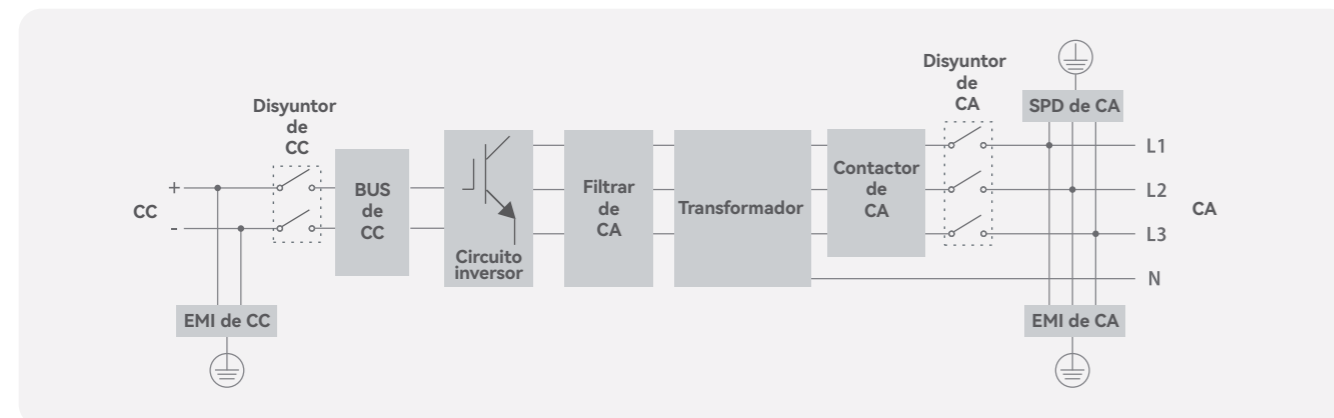 Disyuntor
de
CC
+
CC
-
EMI de CC
BUS
de
CC
Circuito
inversor
Filtrar
de
CA
Transformador
Contactor
de
CA
Disyuntor
de
CA
SPD de CA
L1
L2
L3
N
CA
EMI de CA